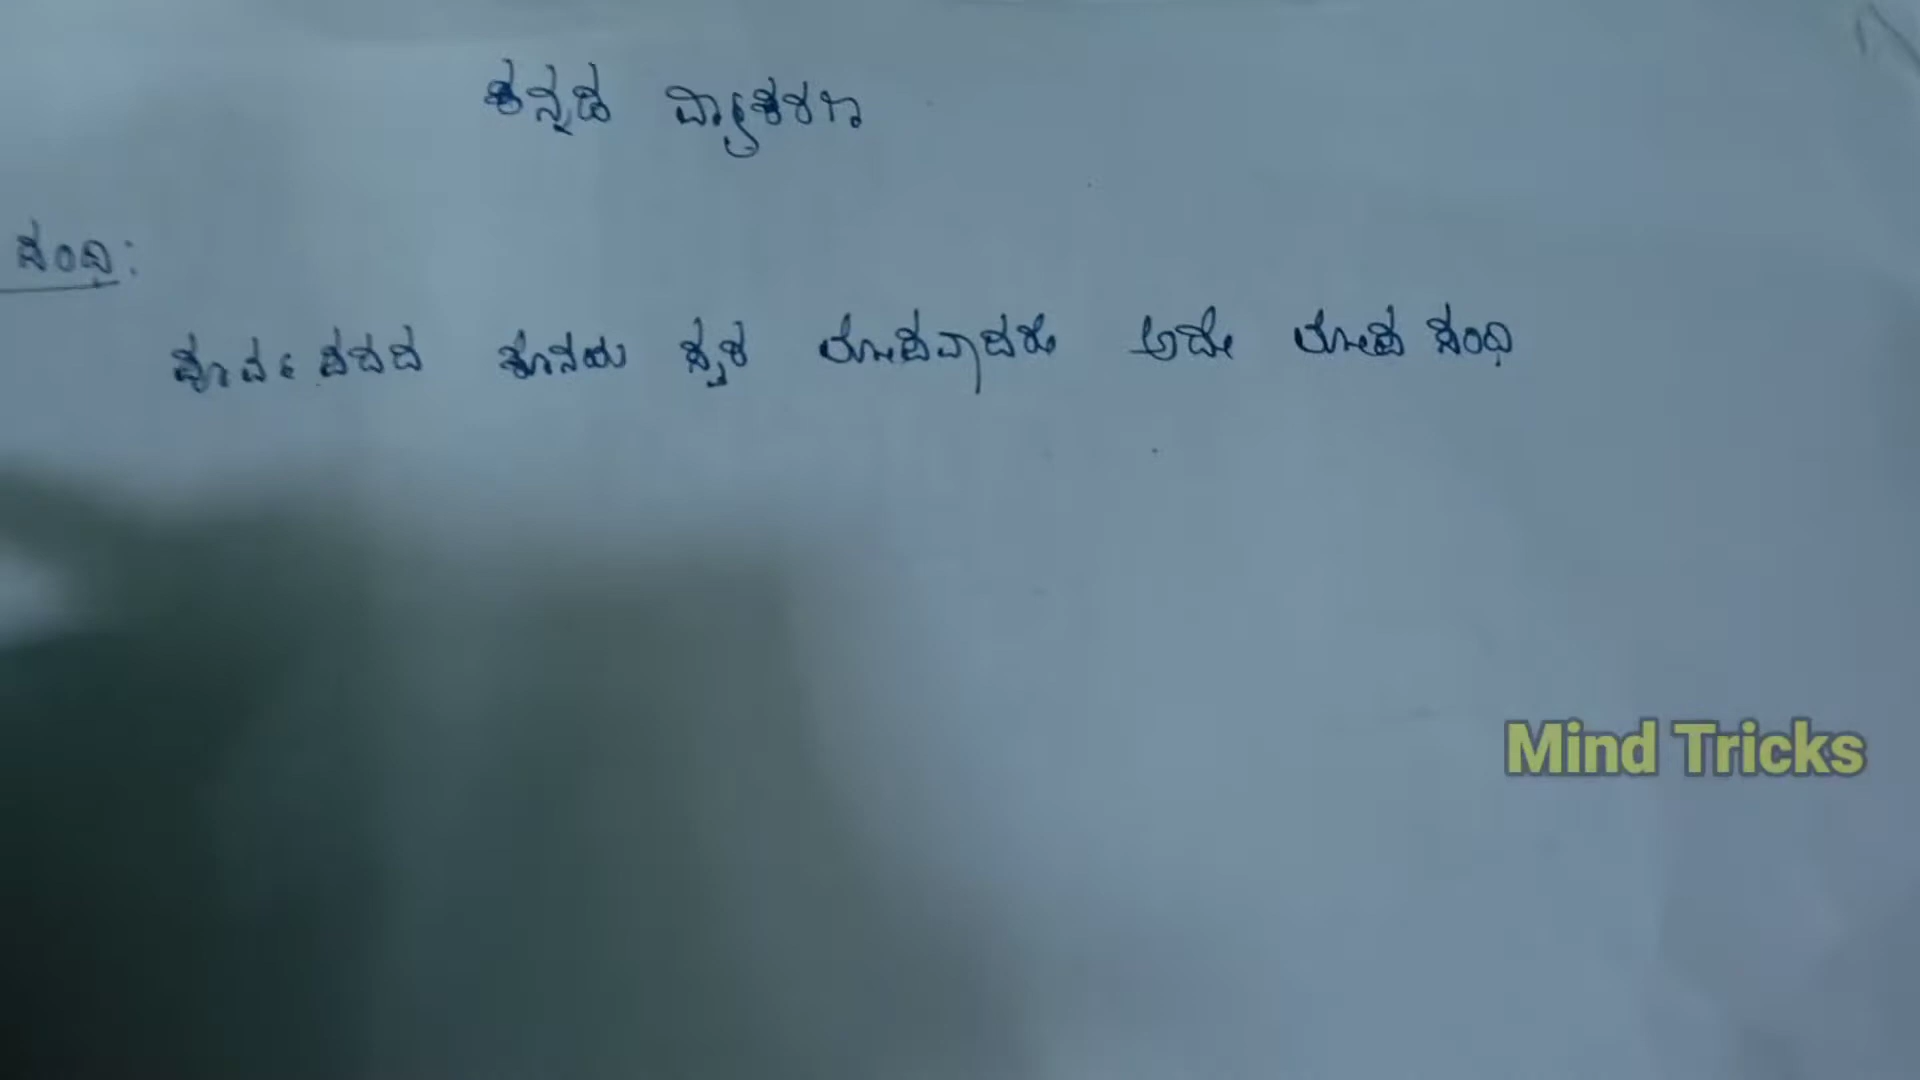 ಕನ್ನಡ ವ್ಯಾಕರಣ
ಸಂಧಿ:
ಪೂರ್ವ ಪದದ ಕೊನೆಯ ಸ್ವರ ಲೋಪವಾದರೆ ಅದೇ ಲೋಪ ಸಂಧಿ
Mind Tricks